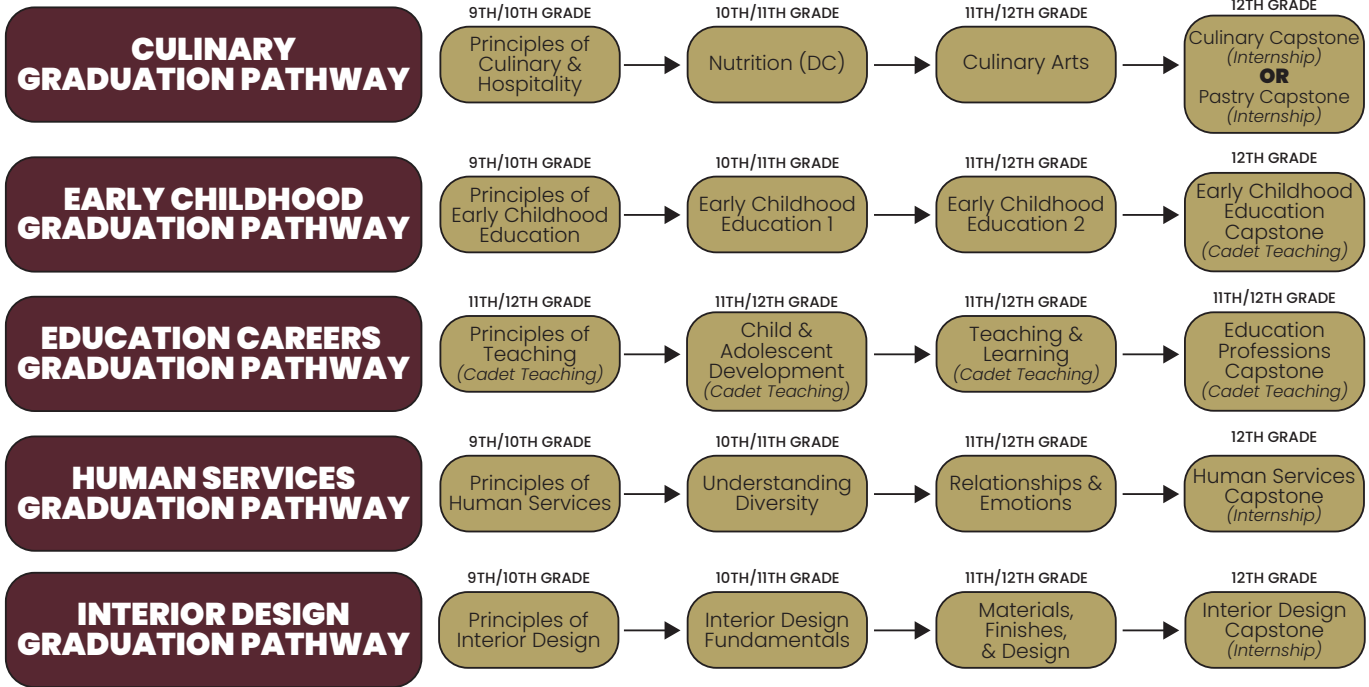 CULINARY
GRADUATION PATHWAY
9TH/10TH GRADE
Principles of
Culinary &
Hospitality
10TH/11TH GRADE
Nutrition (DC)
11TH/12TH GRADE
Culinary Arts
12TH GRADE
Culinary Capstone
(Internship)
OR
Pastry Capstone
(Internship)
EARLY CHILDHOOD
GRADUATION PATHWAY
9TH/10TH GRADE
Principles of
Early Childhood
Education
10TH/11TH GRADE
Early Childhood
Education 1
11TH/12TH GRADE
Early Childhood
Education 2
12TH GRADE
Early Childhood
Education
Capstone
(Cadet Teaching)
EDUCATION CAREERS
GRADUATION PATHWAY
11TH/12TH GRADE
Principles of
Teaching
(Cadet Teaching)
11TH/12TH GRADE
Child &
Adolescent
Development
(Cadet Teaching)
11TH/12TH GRADE
Teaching &
Learning
(Cadet Teaching)
11TH/12TH GRADE
Education
Professions
Capstone
(Cadet Teaching)
HUMAN SERVICES
GRADUATION PATHWAY
9TH/10TH GRADE
Principles of
Human Services
10TH/11TH GRADE
Understanding
Diversity
11TH/12TH GRADE
Relationships &
Emotions
12TH GRADE
Human Services
Capstone
(Internship)
INTERIOR DESIGN
GRADUATION PATHWAY
9TH/10TH GRADE
Principles of
Interior Design
10TH/11TH GRADE
Interior Design
Fundamentals
11TH/12TH GRADE
Materials,
Finishes,
& Design
12TH GRADE
Interior Design
Capstone
(Internship)